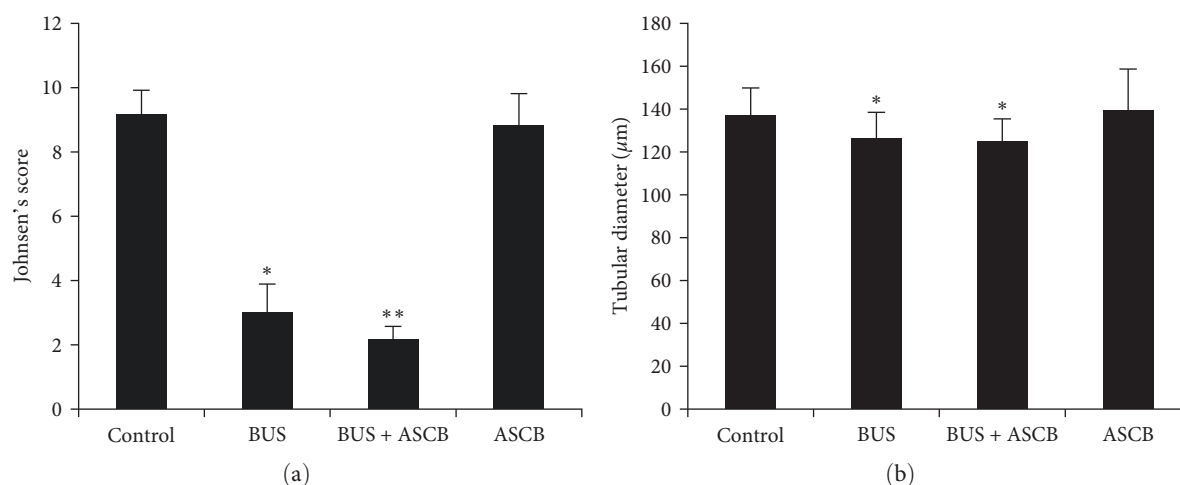 12
10
8
6
4
2
0
Johnsen's score
*
**
Control
BUS
BUS + ASCB
ASCB
(a)
180
160
140
120
100
80
60
40
20
0
Tubular diameter (μm)
*
*
Control
BUS
BUS + ASCB
ASCB
(b)